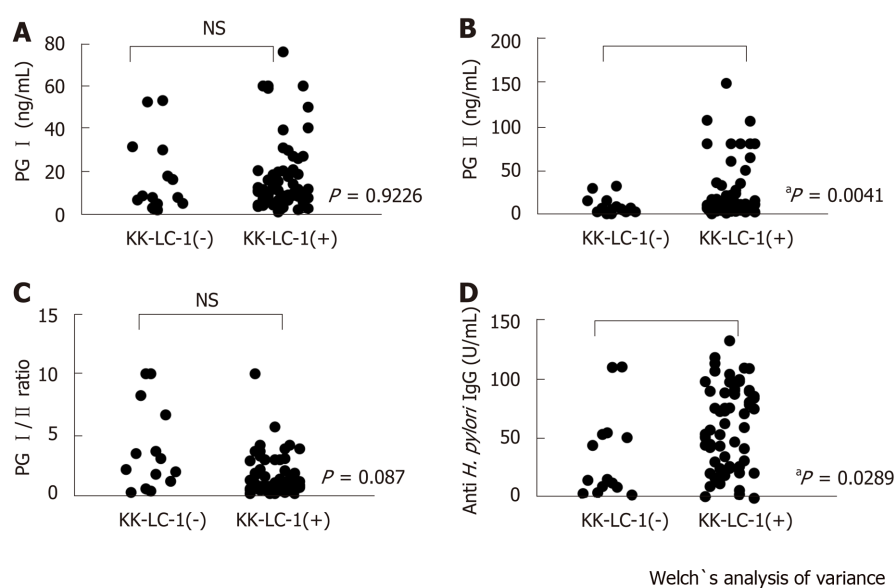 A
NS
PG Ⅰ (ng/mL)
80
60
40
20
0
P = 0.9226
KK-LC-1(-)
KK-LC-1(+)
B
PG Ⅱ (ng/mL)
200
150
100
50
0
aP = 0.0041
KK-LC-1(-)
KK-LC-1(+)
C
NS
PG Ⅰ/Ⅱ ratio
15
10
5
0
P = 0.087
KK-LC-1(-)
KK-LC-1(+)
D
Anti H. pylori IgG (U/mL)
150
100
50
0
aP = 0.0289
KK-LC-1(-)
KK-LC-1(+)
Welch`s analysis of variance